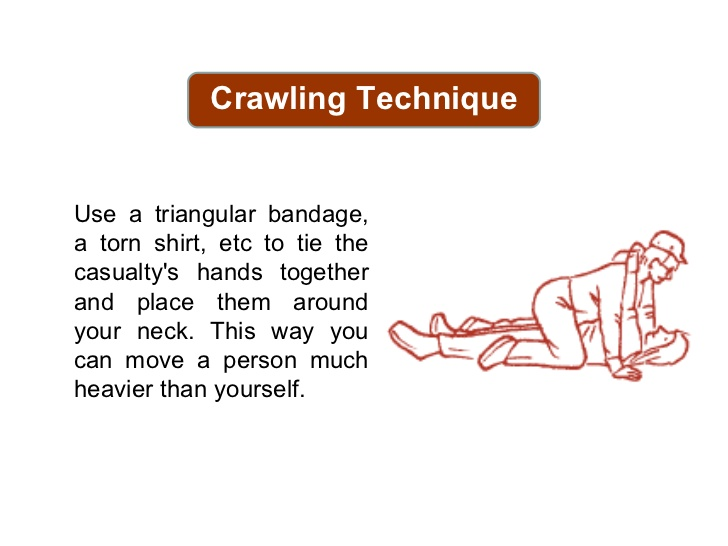 Crawling Technique
Use a triangular bandage,
a torn shirt, etc to tie the
casualty's hands together
and place them around
your neck. This way you
can move a person much
heavier than yourself.